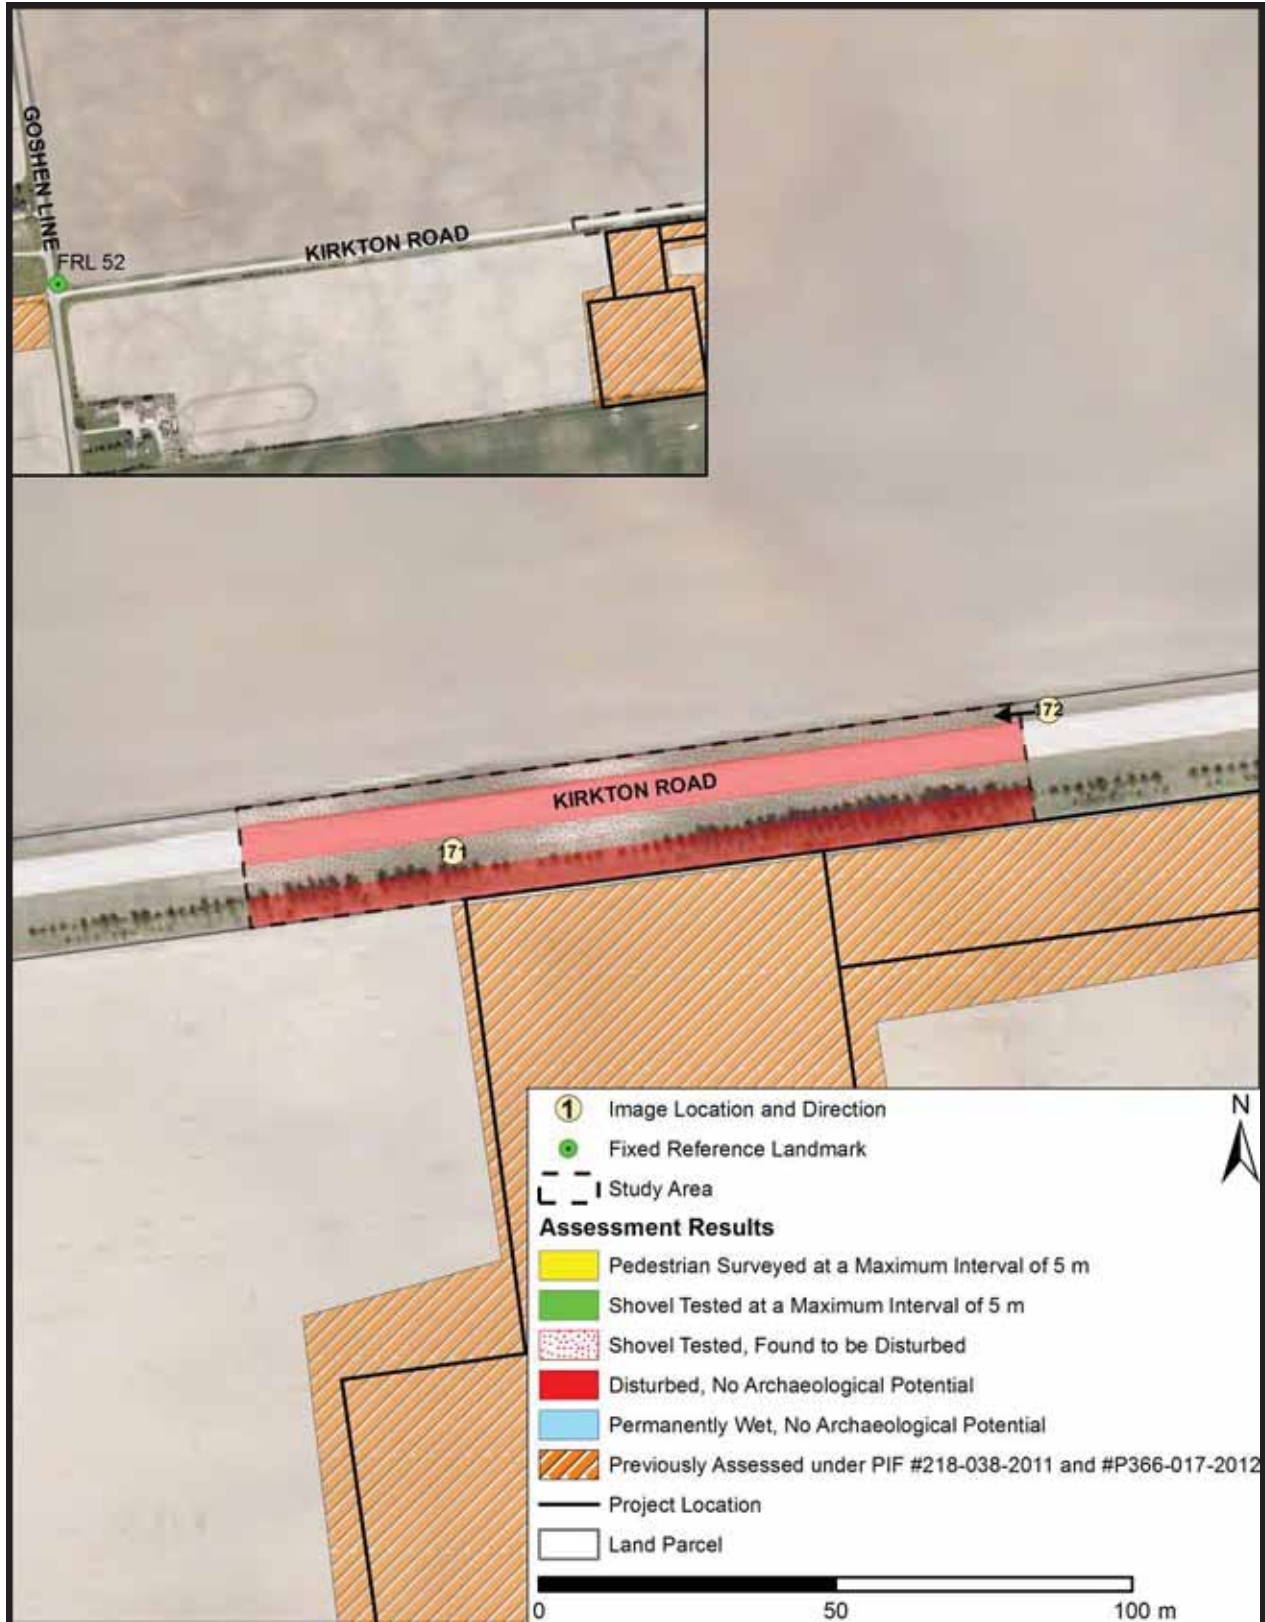 GOSHEN LINE
FRL 52
KIRKTON ROAD
172
KIRKTON ROAD
171
N
1 Image Location and Direction
Fixed Reference Landmark
Study Area
Assessment Results
Pedestrian Surveyed at a Maximum Interval of 5 m
Shovel Tested at a Maximum Interval of 5 m
Shovel Tested, Found to be Disturbed
Disturbed, No Archaeological Potential
Permanently Wet, No Archaeological Potential
Previously Assessed under PIF #218-038-2011 and #P366-017-2012
Project Location
Land Parcel
0 50 100 m